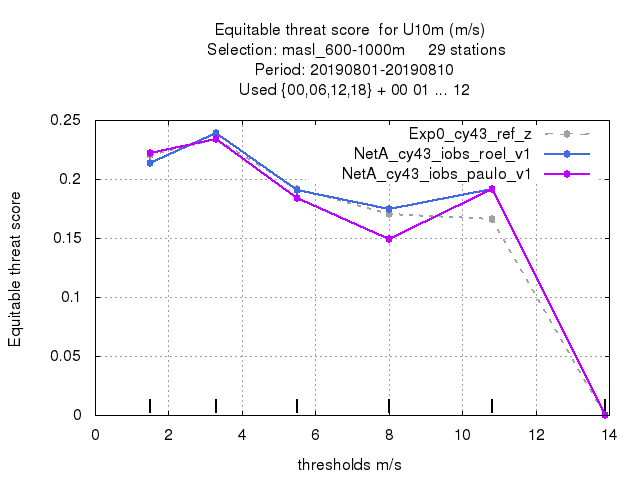 Equitable threat score  for U10m (m/s)
Selection: masl_600-1000m     29 stations
Period: 20190801-20190810
Used {00,06,12,18} + 00 01 ... 12
Exp0_cy43_ref_z
NetA_cy43_iobs_roel_v1
NetA_cy43_iobs_paulo_v1
Equitable threat score
0.25
0.2
0.15
0.1
0.05
0
0 2 4 6 8 10 12 14
thresholds m/s